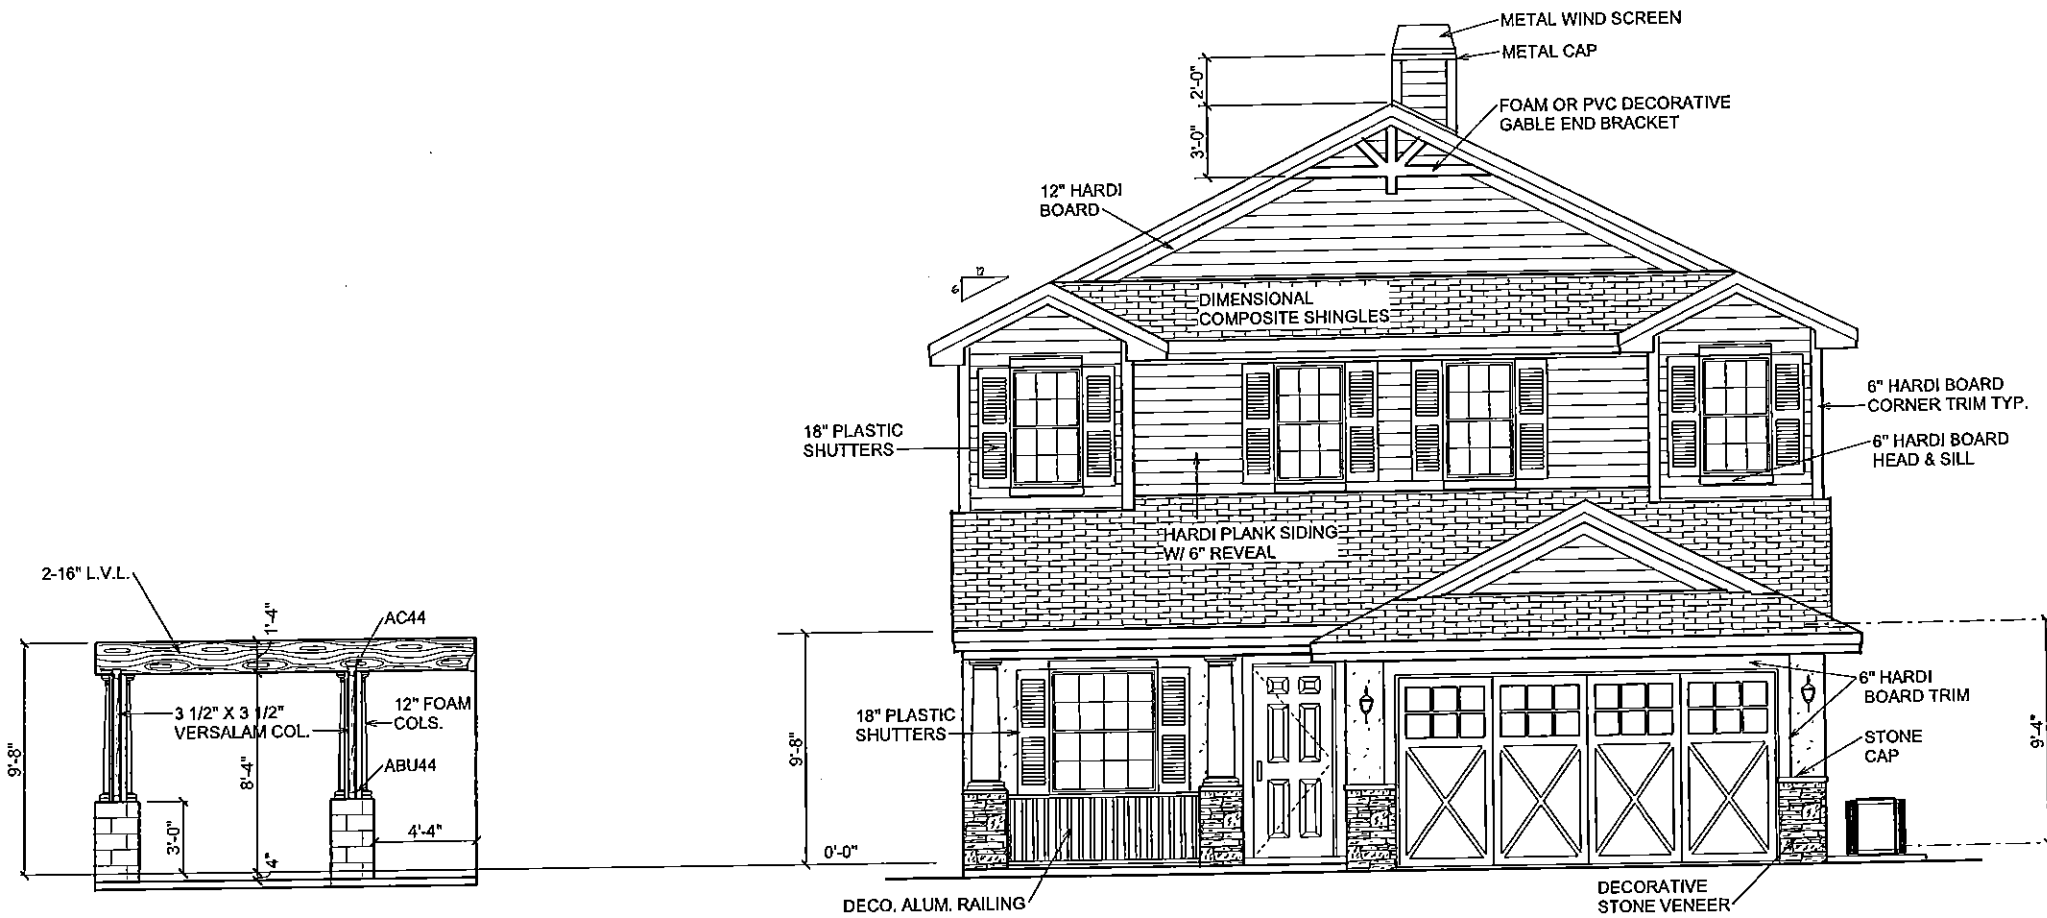 METAL WIND SCREEN
METAL CAP
2'-0"
3'-0"
FOAM OR PVC DECORATIVE
GABLE END BRACKET
12" HARDI
BOARD
12
6
DIMENSIONAL
COMPOSITE SHINGLES
18" PLASTIC
SHUTTERS
6" HARDI BOARD
CORNER TRIM TYP.
6" HARDI BOARD
HEAD & SILL
HARDI PLANK SIDING
W/ 6" REVEAL
2-16" L.V.L.
1'-4"
AC44
3 1/2" X 3 1/2"
VERSALAM COL.
12" FOAM
COLS.
ABU44
9'-8"
8'-4"
3'-0"
4'-4"
4"
9'-8"
0'-0"
18" PLASTIC
SHUTTERS
6" HARDI
BOARD TRIM
STONE
CAP
9'-4"
DECO. ALUM. RAILING
DECORATIVE
STONE VENEER